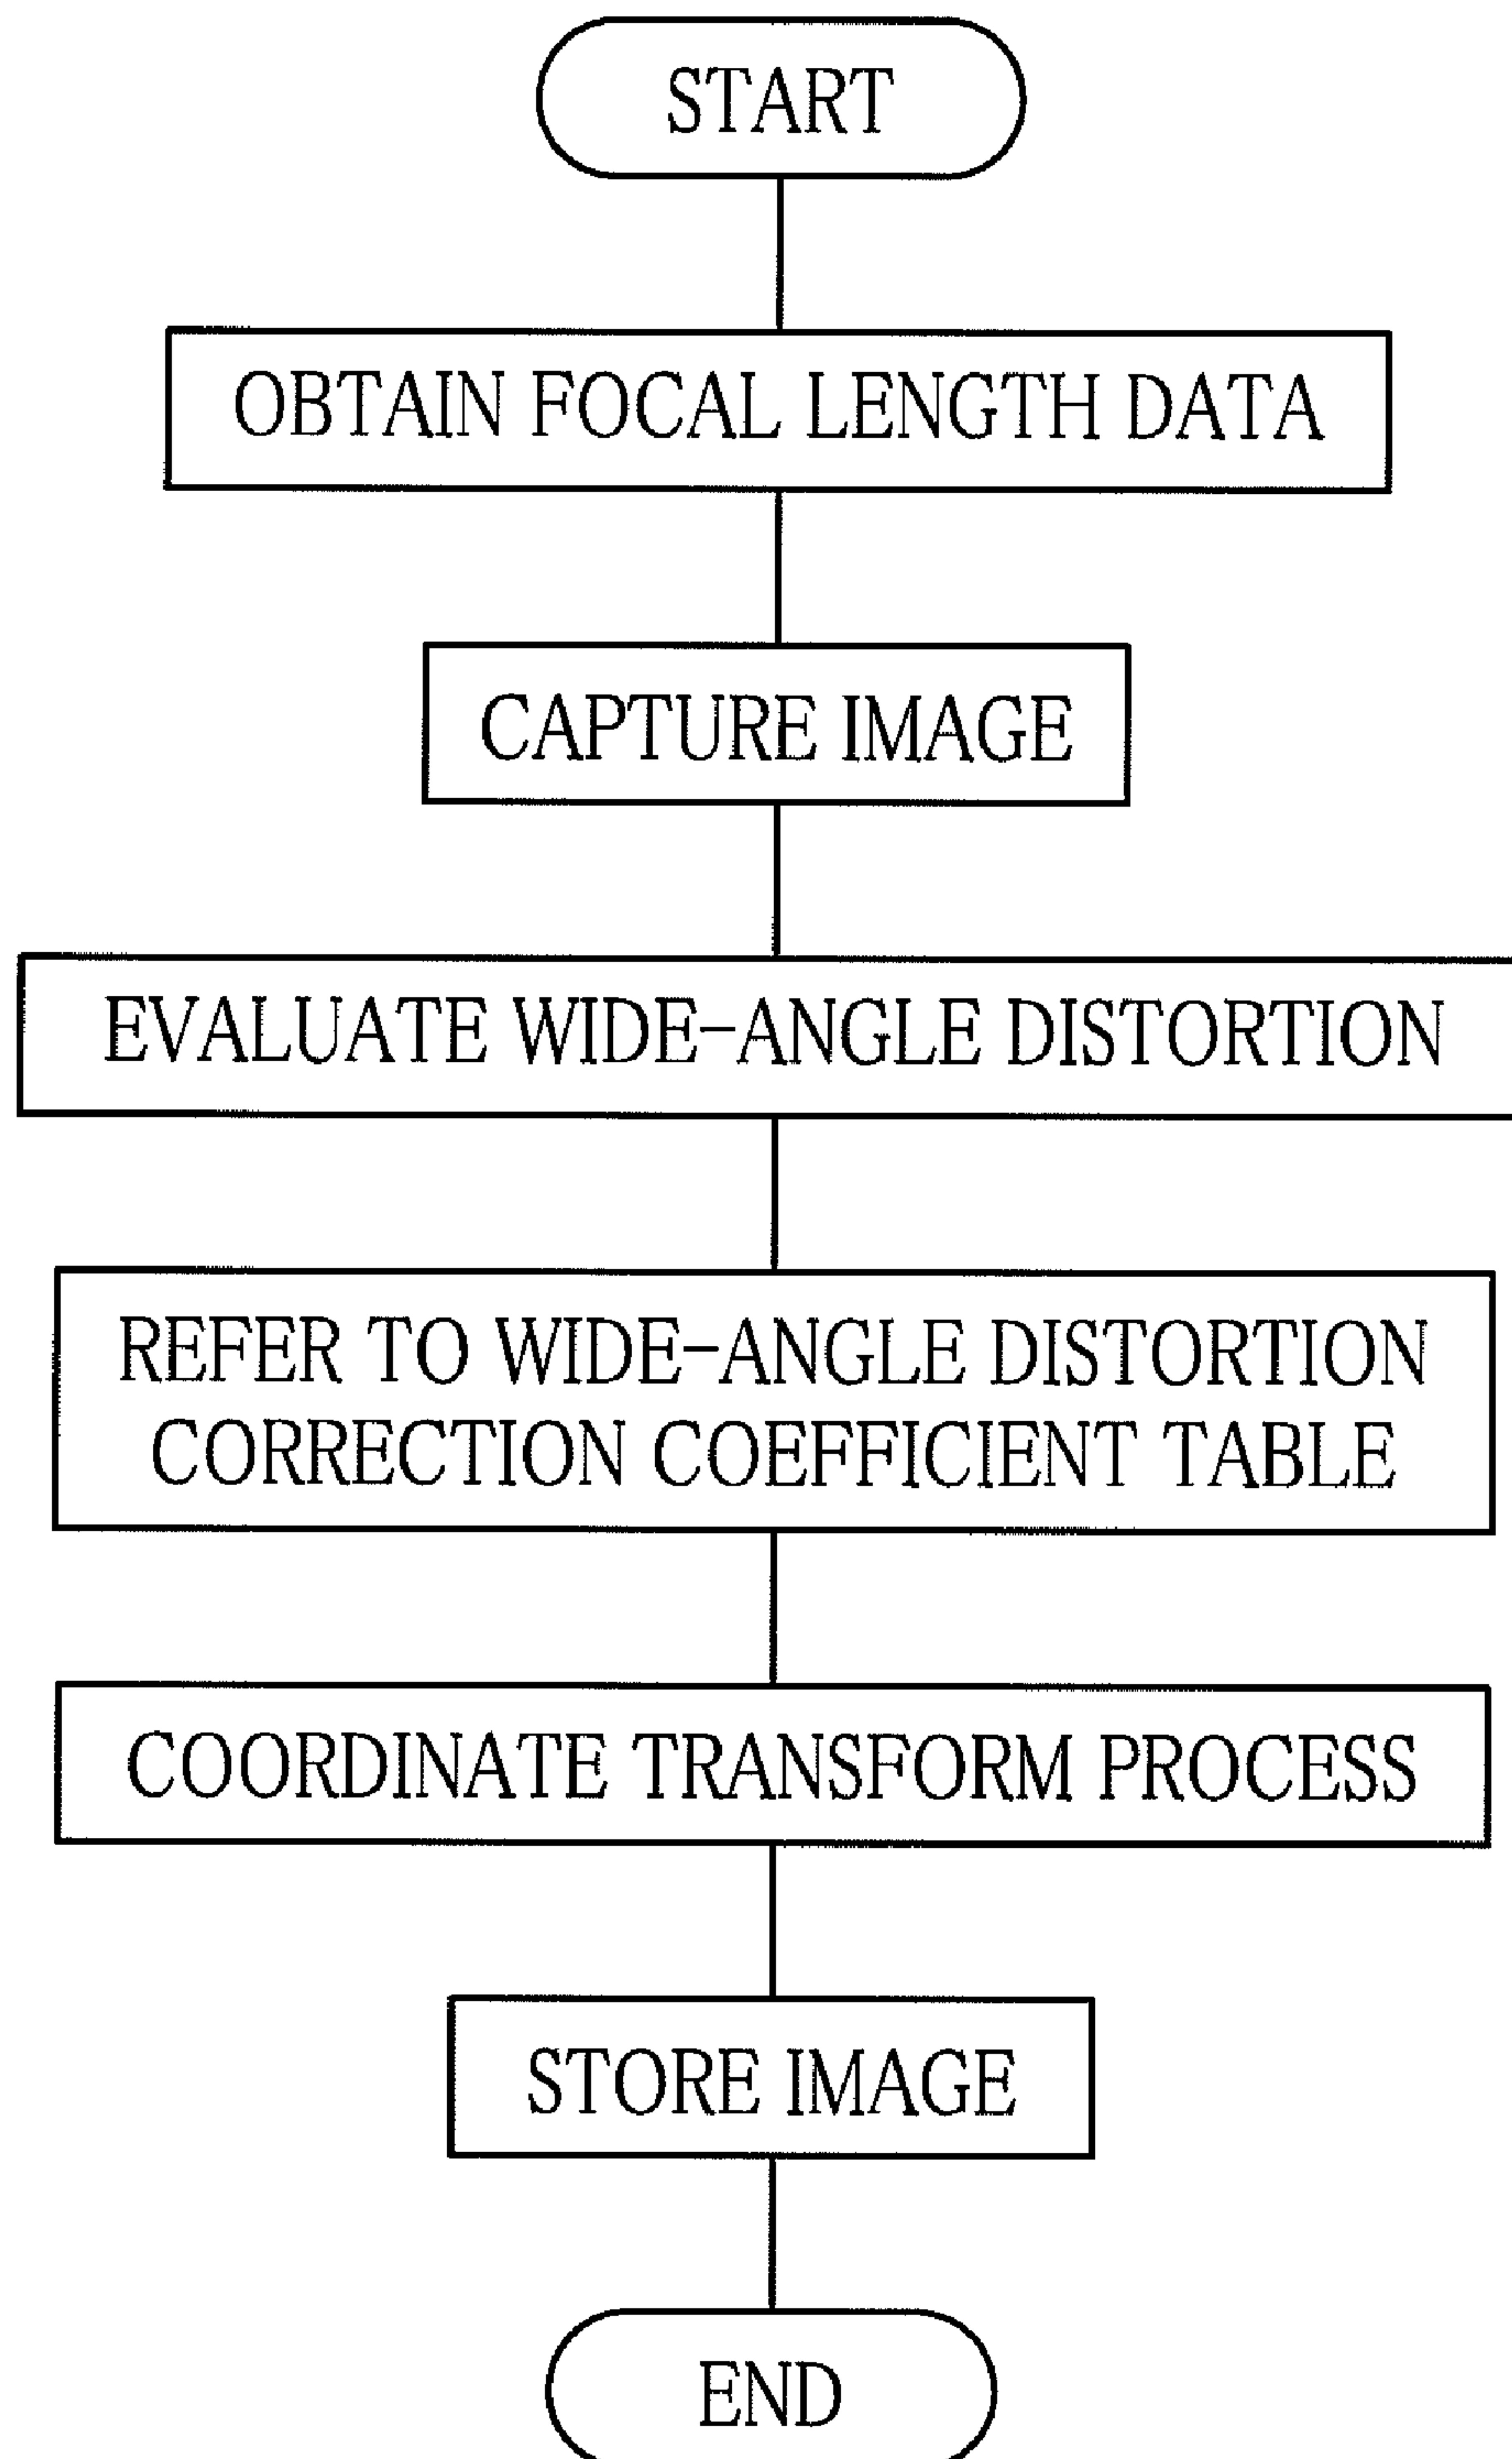 START
OBTAIN FOCAL LENGTH DATA
CAPTURE IMAGE
EVALUATE WIDE-ANGLE DISTORTION
REFER TO WIDE-ANGLE DISTORTION
CORRECTION COEFFICIENT TABLE
COORDINATE TRANSFORM PROCESS
STORE IMAGE
END